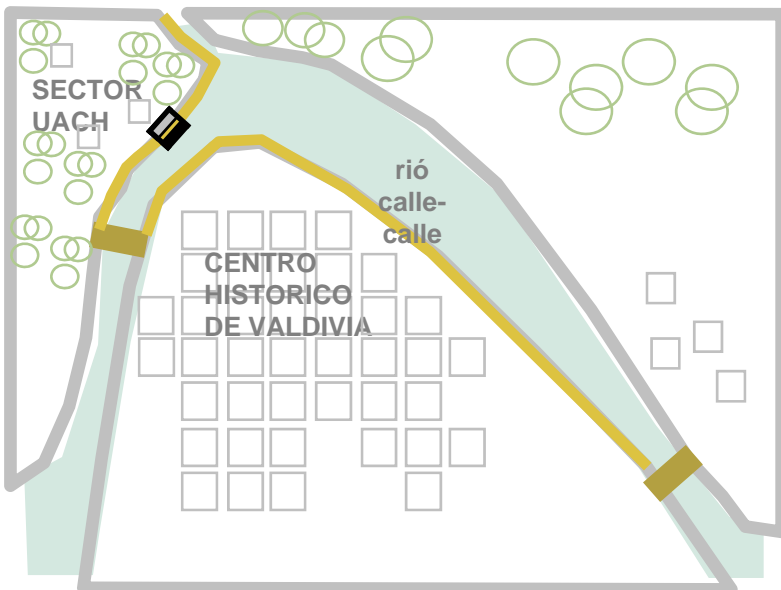 SECTOR
UACH
rió
calle-
calle
CENTRO
HISTORICO
DE VALDIVIA